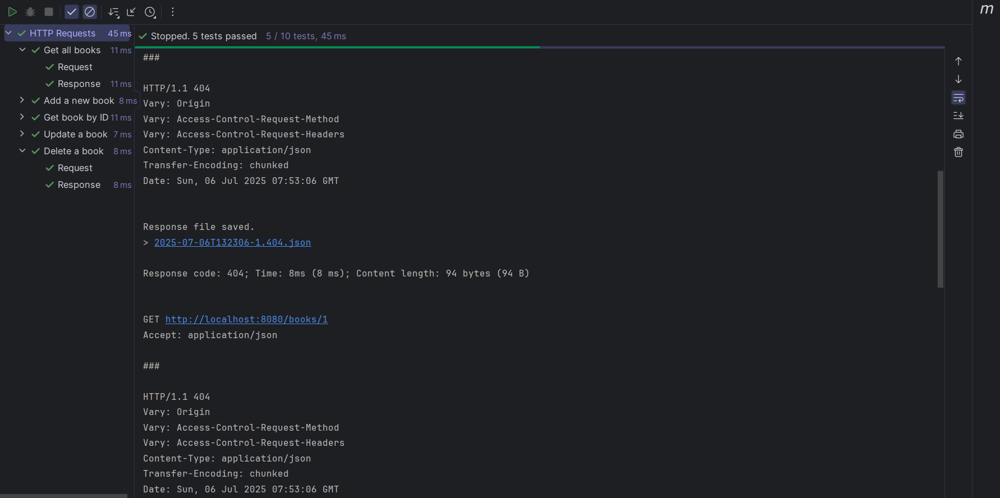 m
HTTP Requests 45 ms
Get all books 11 ms
Request
Response 11 ms
Add a new book 8 ms
Get book by ID 11 ms
Update a book 7 ms
Delete a book 8 ms
Request
Response 8 ms
Stopped. 5 tests passed 5 / 10 tests, 45 ms
###
HTTP/1.1 404
Vary: Origin
Vary: Access-Control-Request-Method
Vary: Access-Control-Request-Headers
Content-Type: application/json
Transfer-Encoding: chunked
Date: Sun, 06 Jul 2025 07:53:06 GMT
Response file saved.
> 2025-07-06T132306-1.404.json
Response code: 404; Time: 8ms (8 ms); Content length: 94 bytes (94 B)
GET http://localhost:8080/books/1
Accept: application/json
###
HTTP/1.1 404
Vary: Origin
Vary: Access-Control-Request-Method
Vary: Access-Control-Request-Headers
Content-Type: application/json
Transfer-Encoding: chunked
Date: Sun, 06 Jul 2025 07:53:06 GMT